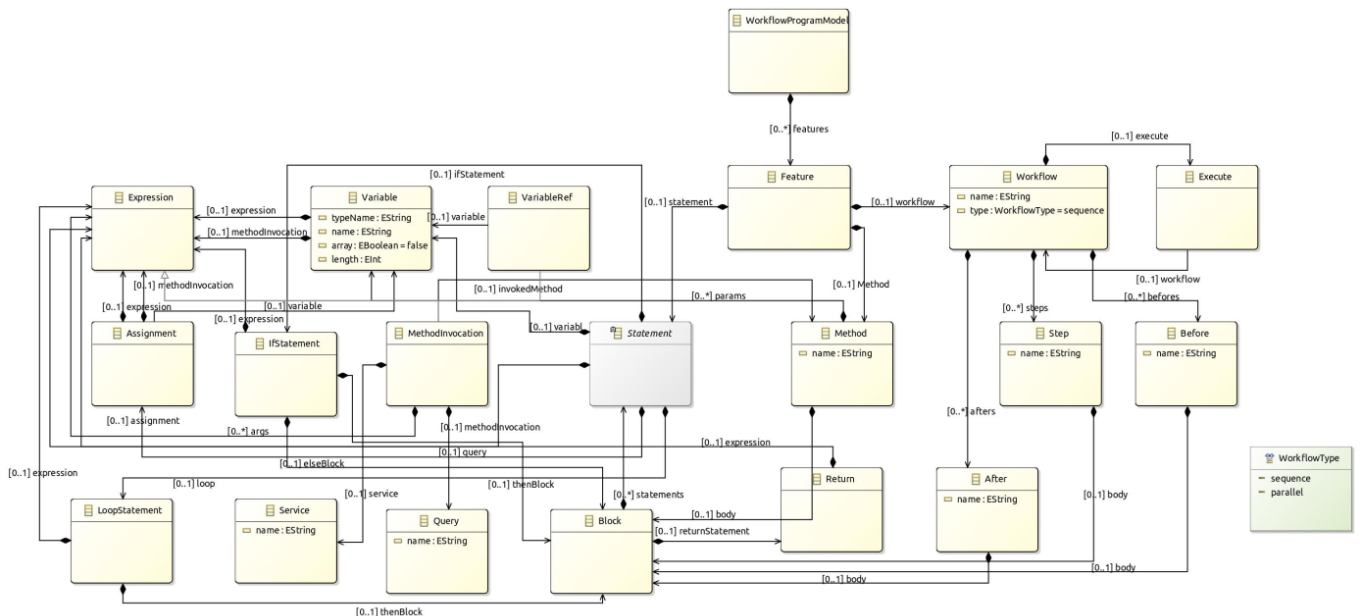 WorkflowProgramModel
[0..*] features
[0..1] execute
[0..1] ifStatement
Feature
Workflow
name : EString
type : WorkflowType = sequence
Execute
Expression
Variable
typeName : EString
name : EString
array : EBoolean = false
length : EInt
VariableRef
[0..1] statement
[0..1] workflow
[0..1] expression
[0..1] variable
[0..1] methodInvocation
[0..1] methodInvocation
[0..1] invokedMethod
[0..1] Method
[0..1] workflow
[0..*] params
[0..*] befores
[0..1] expression
[0..1] variable
[0..*] steps
[0..1] expression
[0..1] variabl
Assignment
IfStatement
MethodInvocation
Statement
Method
name : EString
Step
name : EString
Before
name : EString
[0..1] assignment
[0..*] args
[0..1] methodInvocation
[0..*] afters
[0..1] expression
[0..1] query
[0..1] elseBlock
[0..1] expression
[0..1] loop
[0..1] thenBlock
[0..1] service
[0..*] statements
[0..1] body
WorkflowType
sequence
parallel
LoopStatement
Service
name : EString
Query
name : EString
Block
Return
After
name : EString
[0..1] body
[0..1] returnStatement
[0..1] body
[0..1] body
[0..1] thenBlock